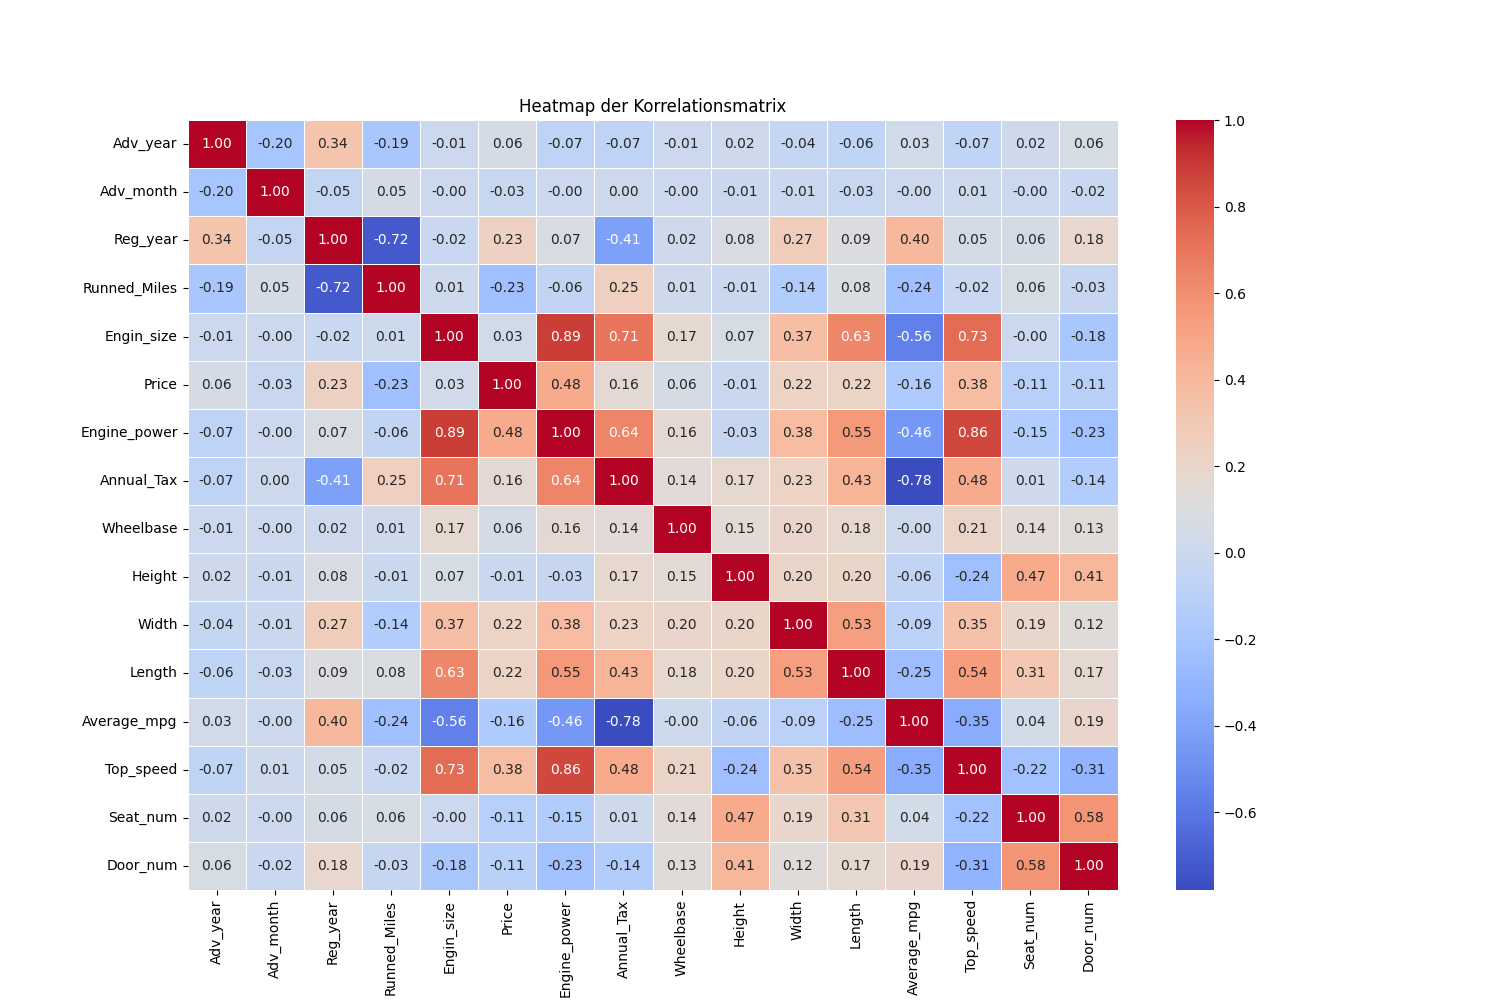 Heatmap der Korrelationsmatrix
Adv_year 1.00 -0.20 0.34 -0.19 -0.01 0.06 -0.07 -0.07 -0.01 0.02 -0.04 -0.06 0.03 -0.07 0.02 0.06
Adv_month -0.20 1.00 -0.05 0.05 -0.00 -0.03 -0.00 0.00 -0.00 -0.01 -0.01 -0.03 -0.00 0.01 -0.00 -0.02
Reg_year 0.34 -0.05 1.00 -0.72 -0.02 0.23 0.07 -0.41 0.02 0.08 0.27 0.09 0.40 0.05 0.06 0.18
Runned_Miles -0.19 0.05 -0.72 1.00 0.01 -0.23 -0.06 0.25 0.01 -0.01 -0.14 0.08 -0.24 -0.02 0.06 -0.03
Engin_size -0.01 -0.00 -0.02 0.01 1.00 0.03 0.89 0.71 0.17 0.07 0.37 0.63 -0.56 0.73 -0.00 -0.18
Price 0.06 -0.03 0.23 -0.23 0.03 1.00 0.48 0.16 0.06 -0.01 0.22 0.22 -0.16 0.38 -0.11 -0.11
Engine_power -0.07 -0.00 0.07 -0.06 0.89 0.48 1.00 0.64 0.16 -0.03 0.38 0.55 -0.46 0.86 -0.15 -0.23
Annual_Tax -0.07 0.00 -0.41 0.25 0.71 0.16 0.64 1.00 0.14 0.17 0.23 0.43 -0.78 0.48 0.01 -0.14
Wheelbase -0.01 -0.00 0.02 0.01 0.17 0.06 0.16 0.14 1.00 0.15 0.20 0.18 -0.00 0.21 0.14 0.13
Height 0.02 -0.01 0.08 -0.01 0.07 -0.01 -0.03 0.17 0.15 1.00 0.20 0.20 -0.06 -0.24 0.47 0.41
Width -0.04 -0.01 0.27 -0.14 0.37 0.22 0.38 0.23 0.20 0.20 1.00 0.53 -0.09 0.35 0.19 0.12
Length -0.06 -0.03 0.09 0.08 0.63 0.22 0.55 0.43 0.18 0.20 0.53 1.00 -0.25 0.54 0.31 0.17
Average_mpg 0.03 -0.00 0.40 -0.24 -0.56 -0.16 -0.46 -0.78 -0.00 -0.06 -0.09 -0.25 1.00 -0.35 0.04 0.19
Top_speed -0.07 0.01 0.05 -0.02 0.73 0.38 0.86 0.48 0.21 -0.24 0.35 0.54 -0.35 1.00 -0.22 -0.31
Seat_num 0.02 -0.00 0.06 0.06 -0.00 -0.11 -0.15 0.01 0.14 0.47 0.19 0.31 0.04 -0.22 1.00 0.58
Door_num 0.06 -0.02 0.18 -0.03 -0.18 -0.11 -0.23 -0.14 0.13 0.41 0.12 0.17 0.19 -0.31 0.58 1.00
Adv_year Adv_month Reg_year Runned_Miles Engin_size Price Engine_power Annual_Tax Wheelbase Height Width Length Average_mpg Top_speed Seat_num Door_num
1.0
0.8
0.6
0.4
0.2
0.0
−0.2
−0.4
−0.6